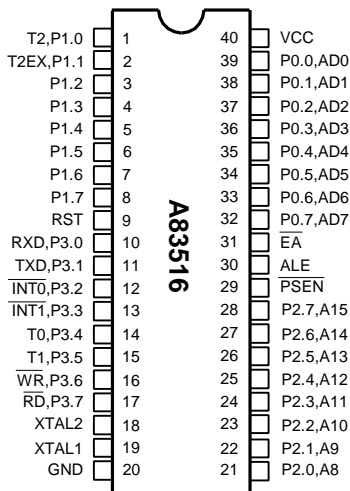 T2,P1.0 1 40 VCC
T2EX,P1.1 2 39 P0.0,AD0
P1.2 3 38 P0.1,AD1
P1.3 4 37 P0.2,AD2
P1.4 5 36 P0.3,AD3
P1.5 6 35 P0.4,AD4
P1.6 7 34 P0.5,AD5
P1.7 8 33 P0.6,AD6
RST 9 32 P0.7,AD7
RXD,P3.0 10 31 EA
TXD,P3.1 11 30 ALE
INT0,P3.2 12 29 PSEN
INT1,P3.3 13 28 P2.7,A15
T0,P3.4 14 27 P2.6,A14
T1,P3.5 15 26 P2.5,A13
WR,P3.6 16 25 P2.4,A12
RD,P3.7 17 24 P2.3,A11
XTAL2 18 23 P2.2,A10
XTAL1 19 22 P2.1,A9
GND 20 21 P2.0,A8
A83516